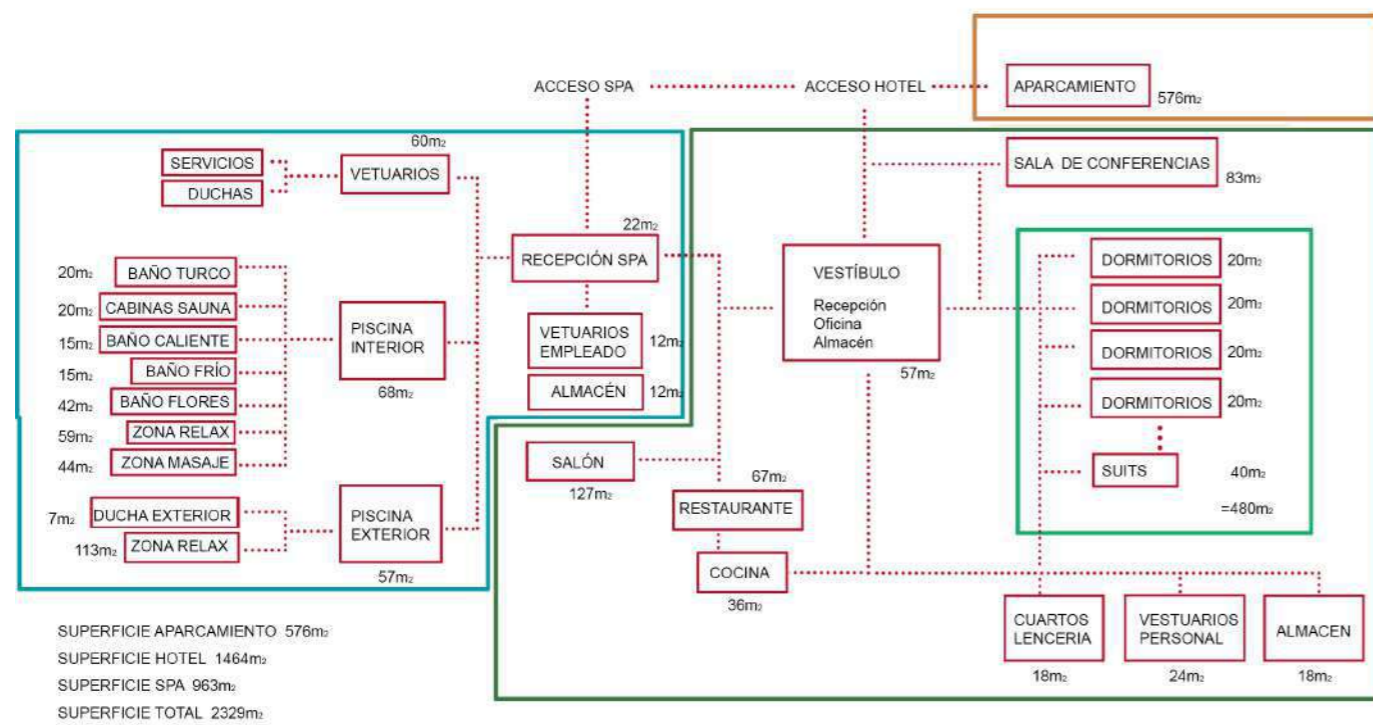 ACCESO SPA
ACCESO HOTEL
APARCAMIENTO
576m2
60m2
SERVICIOS
DUCHAS
VETUARIOS
22m2
RECEPCIÓN SPA
VETUARIOS
EMPLEADO
12m2
ALMACÉN
12m2
20m2 BAÑO TURCO
20m2 CABINAS SAUNA
15m2 BAÑO CALIENTE
15m2 BAÑO FRÍO
42m2 BAÑO FLORES
59m2 ZONA RELAX
44m2 ZONA MASAJE
PISCINA
INTERIOR
68m2
7m2 DUCHA EXTERIOR
113m2 ZONA RELAX
PISCINA
EXTERIOR
57m2
SALA DE CONFERENCIAS
83m2
VESTÍBULO
Recepción
Oficina
Almacén
57m2
DORMITORIOS 20m2
DORMITORIOS 20m2
DORMITORIOS 20m2
DORMITORIOS 20m2
SUITS 40m2
=480m2
SALÓN
127m2
67m2
RESTAURANTE
COCINA
36m2
CUARTOS
LENCERIA
18m2
VESTUARIOS
PERSONAL
24m2
ALMACEN
18m2
SUPERFICIE APARCAMIENTO 576m2
SUPERFICIE HOTEL 1464m2
SUPERFICIE SPA 963m2
SUPERFICIE TOTAL 2329m2